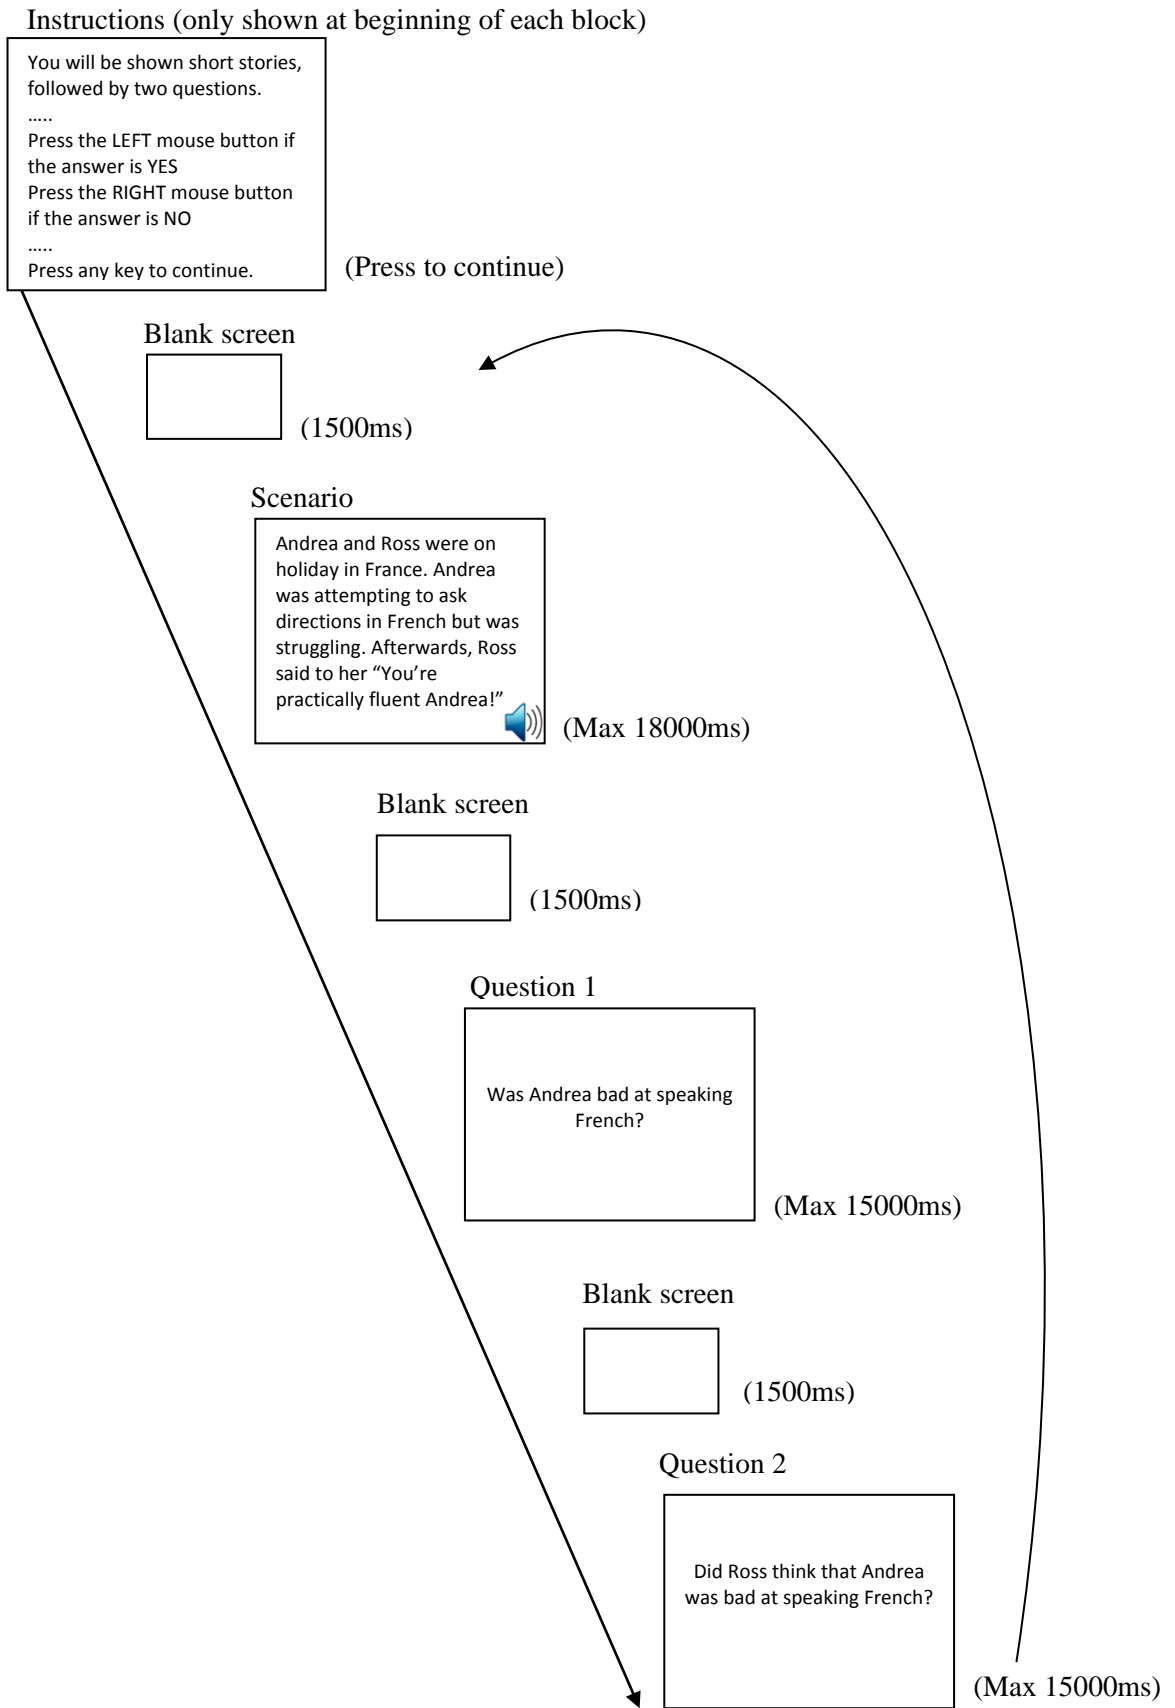 Instructions (only shown at beginning of each block)
You will be shown short stories,
followed by two questions.
.....
Press the LEFT mouse button if
the answer is YES
Press the RIGHT mouse button
if the answer is NO
.....
Press any key to continue.
(Press to continue)
Blank screen
(1500ms)
Scenario
Andrea and Ross were on
holiday in France. Andrea
was attempting to ask
directions in French but was
struggling. Afterwards, Ross
said to her “You’re
practically fluent Andrea!”
(Max 18000ms)
Blank screen
(1500ms)
Question 1
Was Andrea bad at speaking
French?
(Max 15000ms)
Blank screen
(1500ms)
Question 2
Did Ross think that Andrea
was bad at speaking French?
(Max 15000ms)